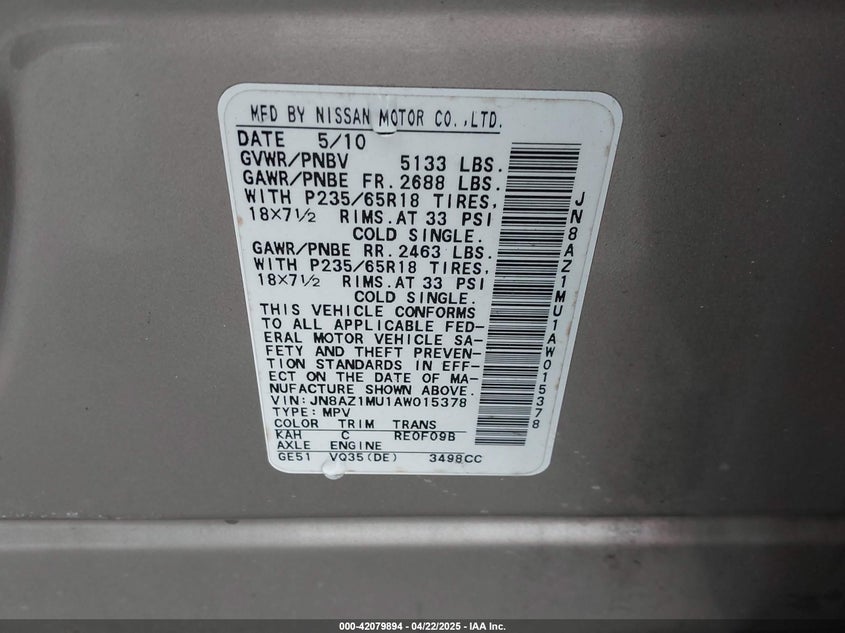 MFD BY NISSAN MOTOR CO.,LTD.
DATE 5/10
GVWR/PNBV 5133 LBS.
GAWR/PNBE FR. 2688 LBS.
WITH P235/65R18 TIRES,
18×7½ RIMS. AT 33 PSI
COLD SINGLE.
GAWR/PNBE RR. 2463 LBS.
WITH P235/65R18 TIRES,
18×7½ RIMS. AT 33 PSI
COLD SINGLE.
THIS VEHICLE CONFORMS
TO ALL APPLICABLE FED-
ERAL MOTOR VEHICLE SA-
FETY AND THEFT PREVEN-
TION STANDARDS IN EFF-
ECT ON THE DATE OF MA-
NUFACTURE SHOWN ABOVE.
VIN: JN8AZ1MU1AW015378
TYPE: MPV
COLOR TRIM TRANS
KAH C RE0F09B
AXLE ENGINE
GE51 VQ35(DE) 3498CC
JN8AZ1MU1AW015378
000-42079894 - 04/22/2025 - IAA Inc.